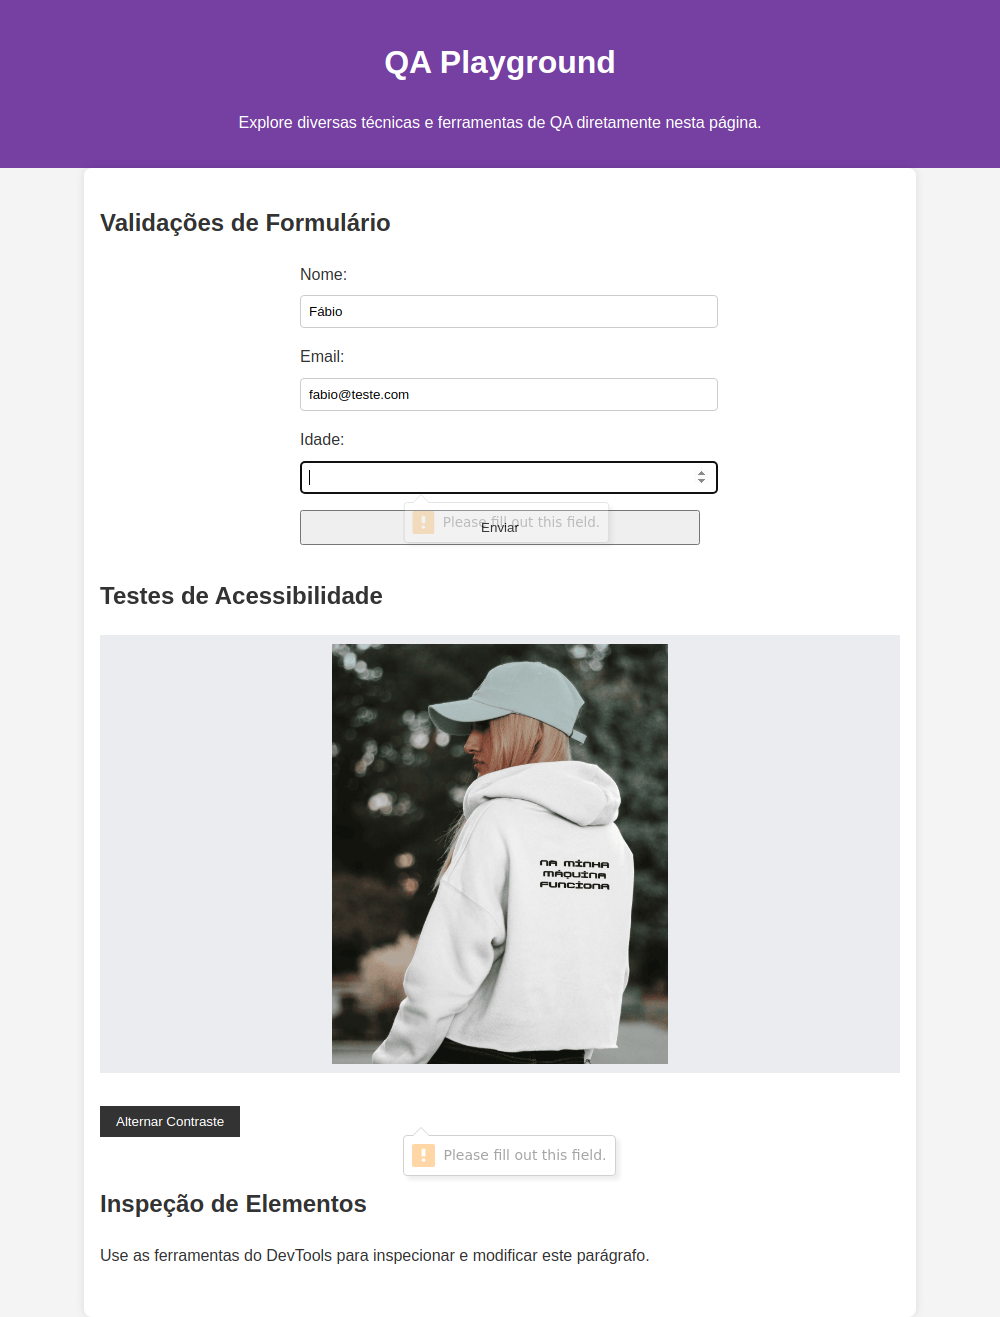 QA Playground
Explore diversas técnicas e ferramentas de QA diretamente nesta página.
Validações de Formulário
Nome:
Fábio
Email:
fabio@teste.com
Idade:
Please fill out this field.
Enviar
Testes de Acessibilidade
NA MINHA
MÁQUINA
FUNCIONA
Alternar Contraste
Please fill out this field.
Inspeção de Elementos
Use as ferramentas do DevTools para inspecionar e modificar este parágrafo.